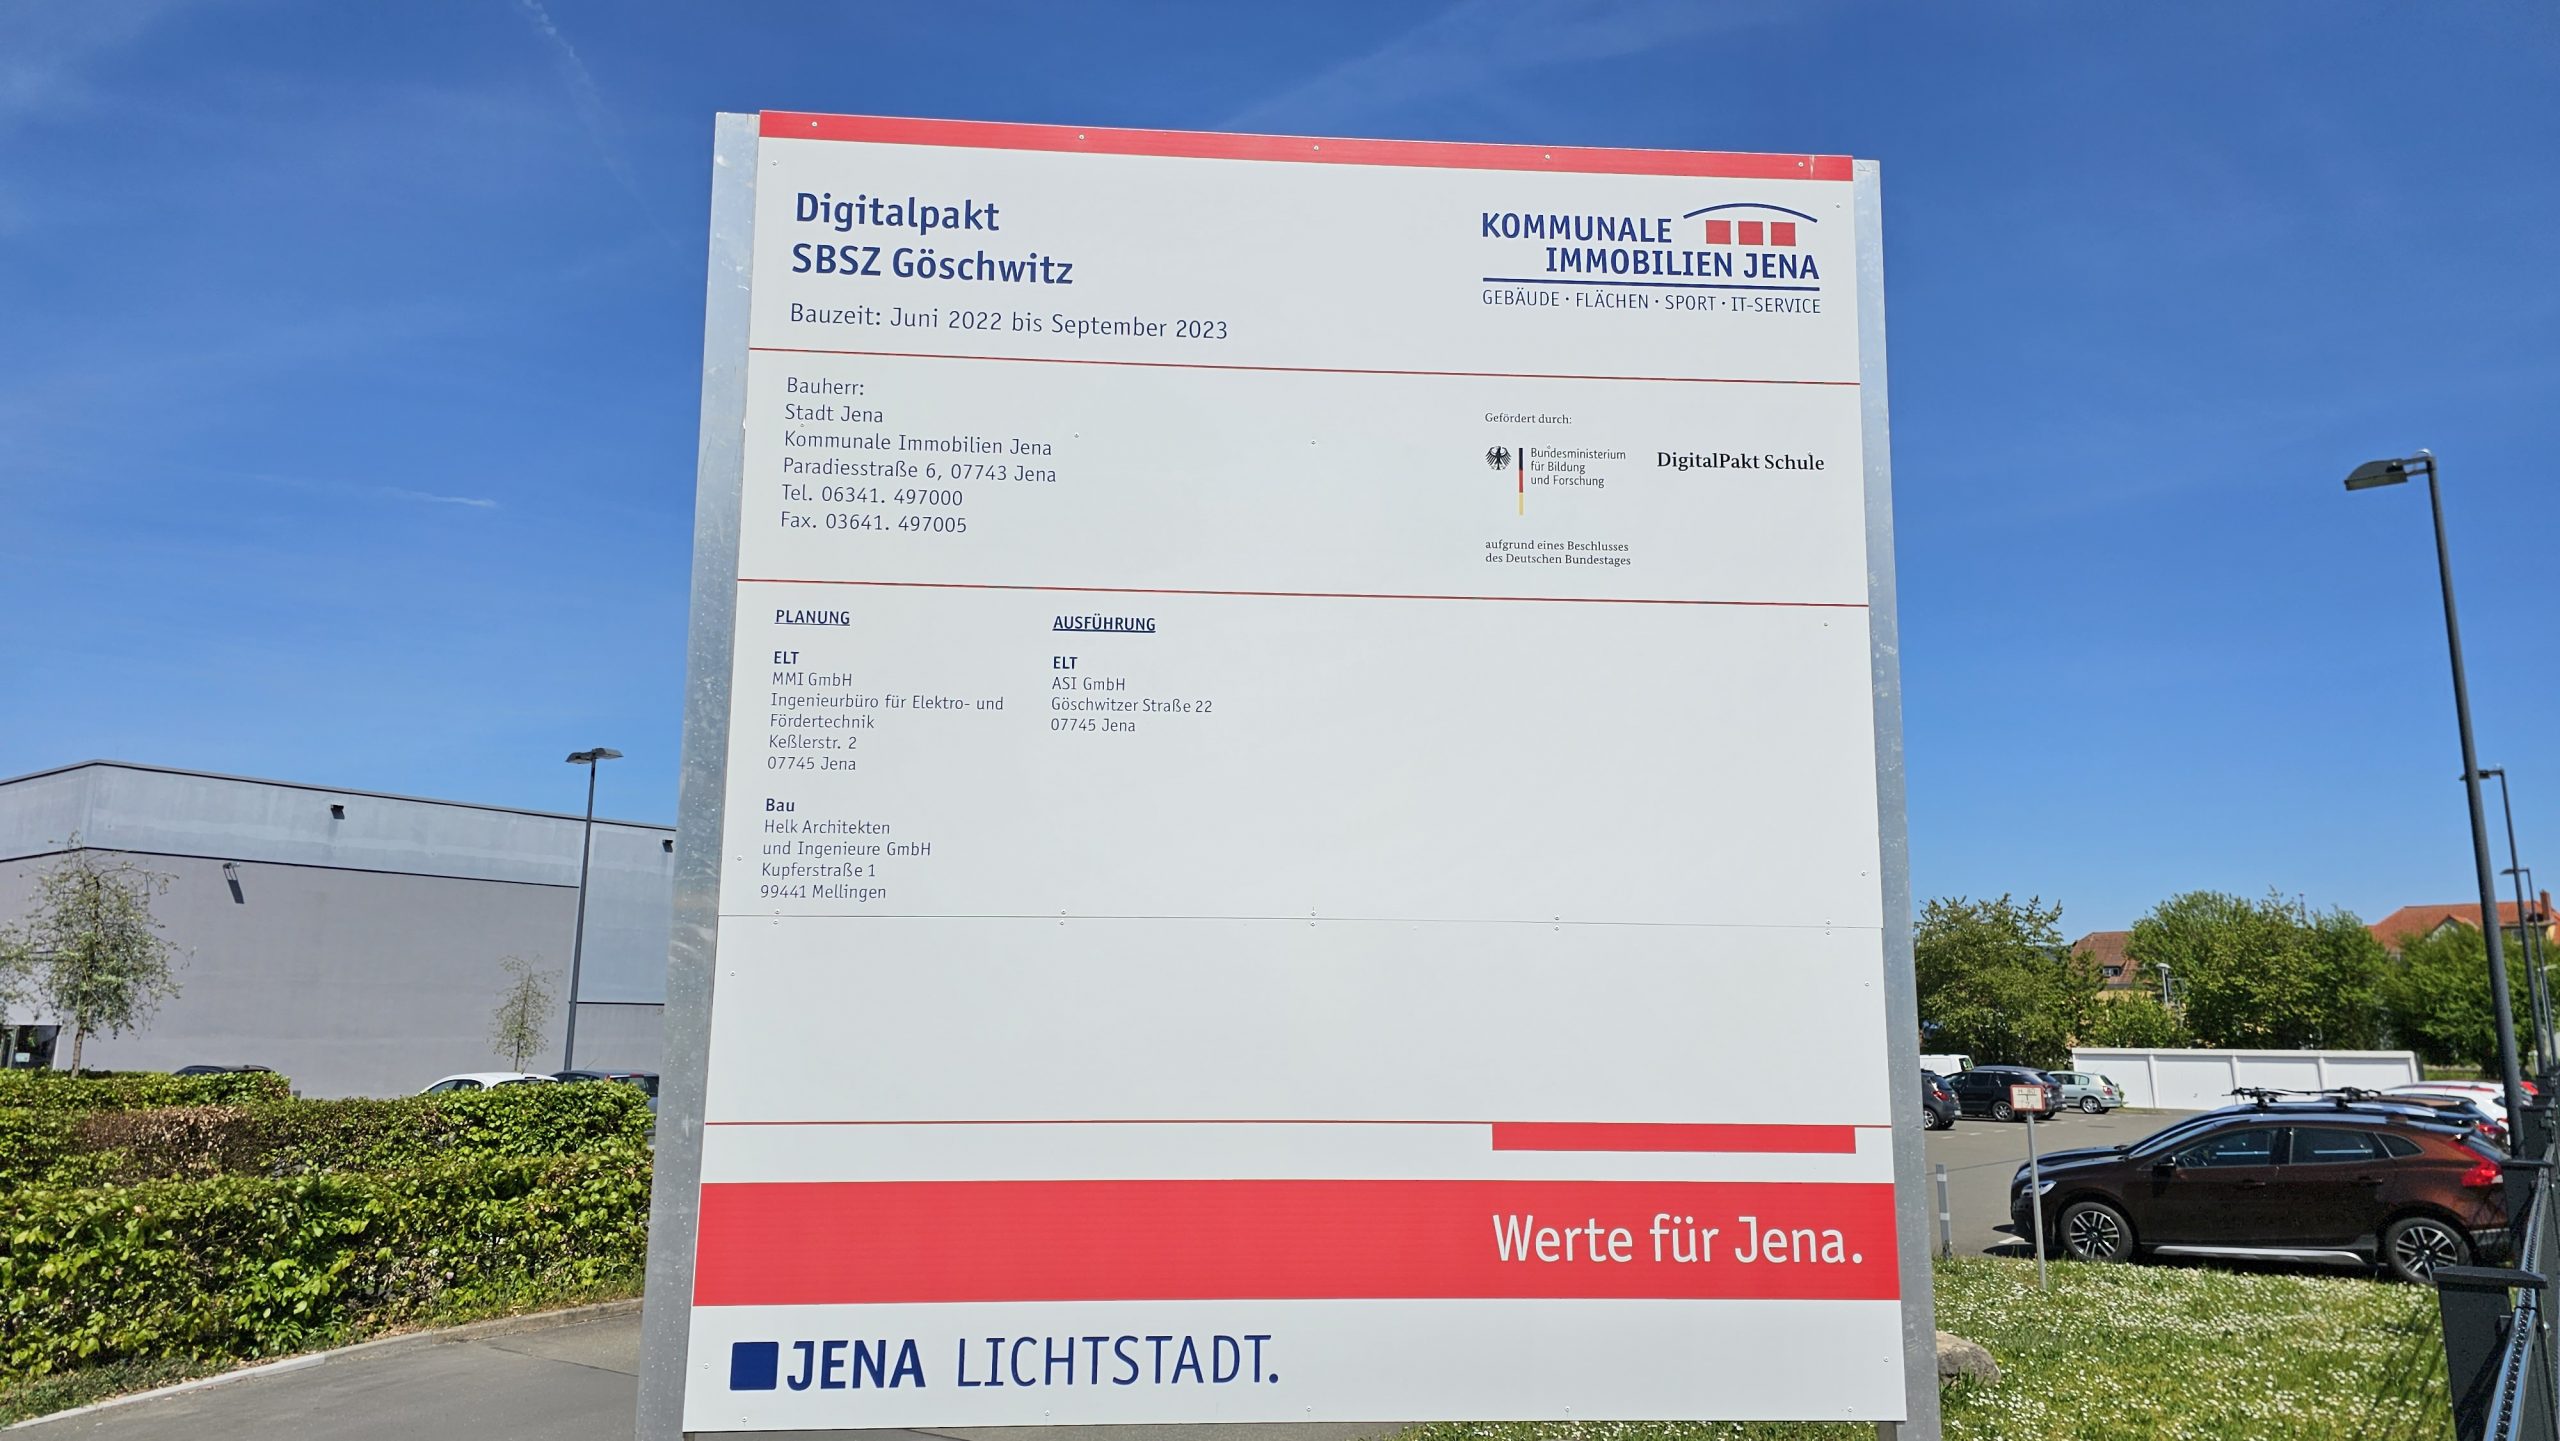 Digitalpakt
SBSZ Göschwitz
Bauzeit: Juni 2022 bis September 2023
KOMMUNALE
IMMOBILIEN JENA
GEBÄUDE · FLÄCHEN · SPORT · IT-SERVICE
Bauherr:
Stadt Jena
Kommunale Immobilien Jena
Paradiesstraße 6, 07743 Jena
Tel. 06341. 497000
Fax. 03641. 497005
Gefördert durch:
Bundesministerium
für Bildung
und Forschung
DigitalPakt Schule
aufgrund eines Beschlusses
des Deutschen Bundestages
PLANUNG
ELT
MMI GmbH
Ingenieurbüro für Elektro- und
Fördertechnik
Keßlerstr. 2
07745 Jena
Bau
Helk Architekten
und Ingenieure GmbH
Kupferstraße 1
99441 Mellingen
AUSFÜHRUNG
ELT
ASI GmbH
Göschwitzer Straße 22
07745 Jena
Werte für Jena.
JENA LICHTSTADT.